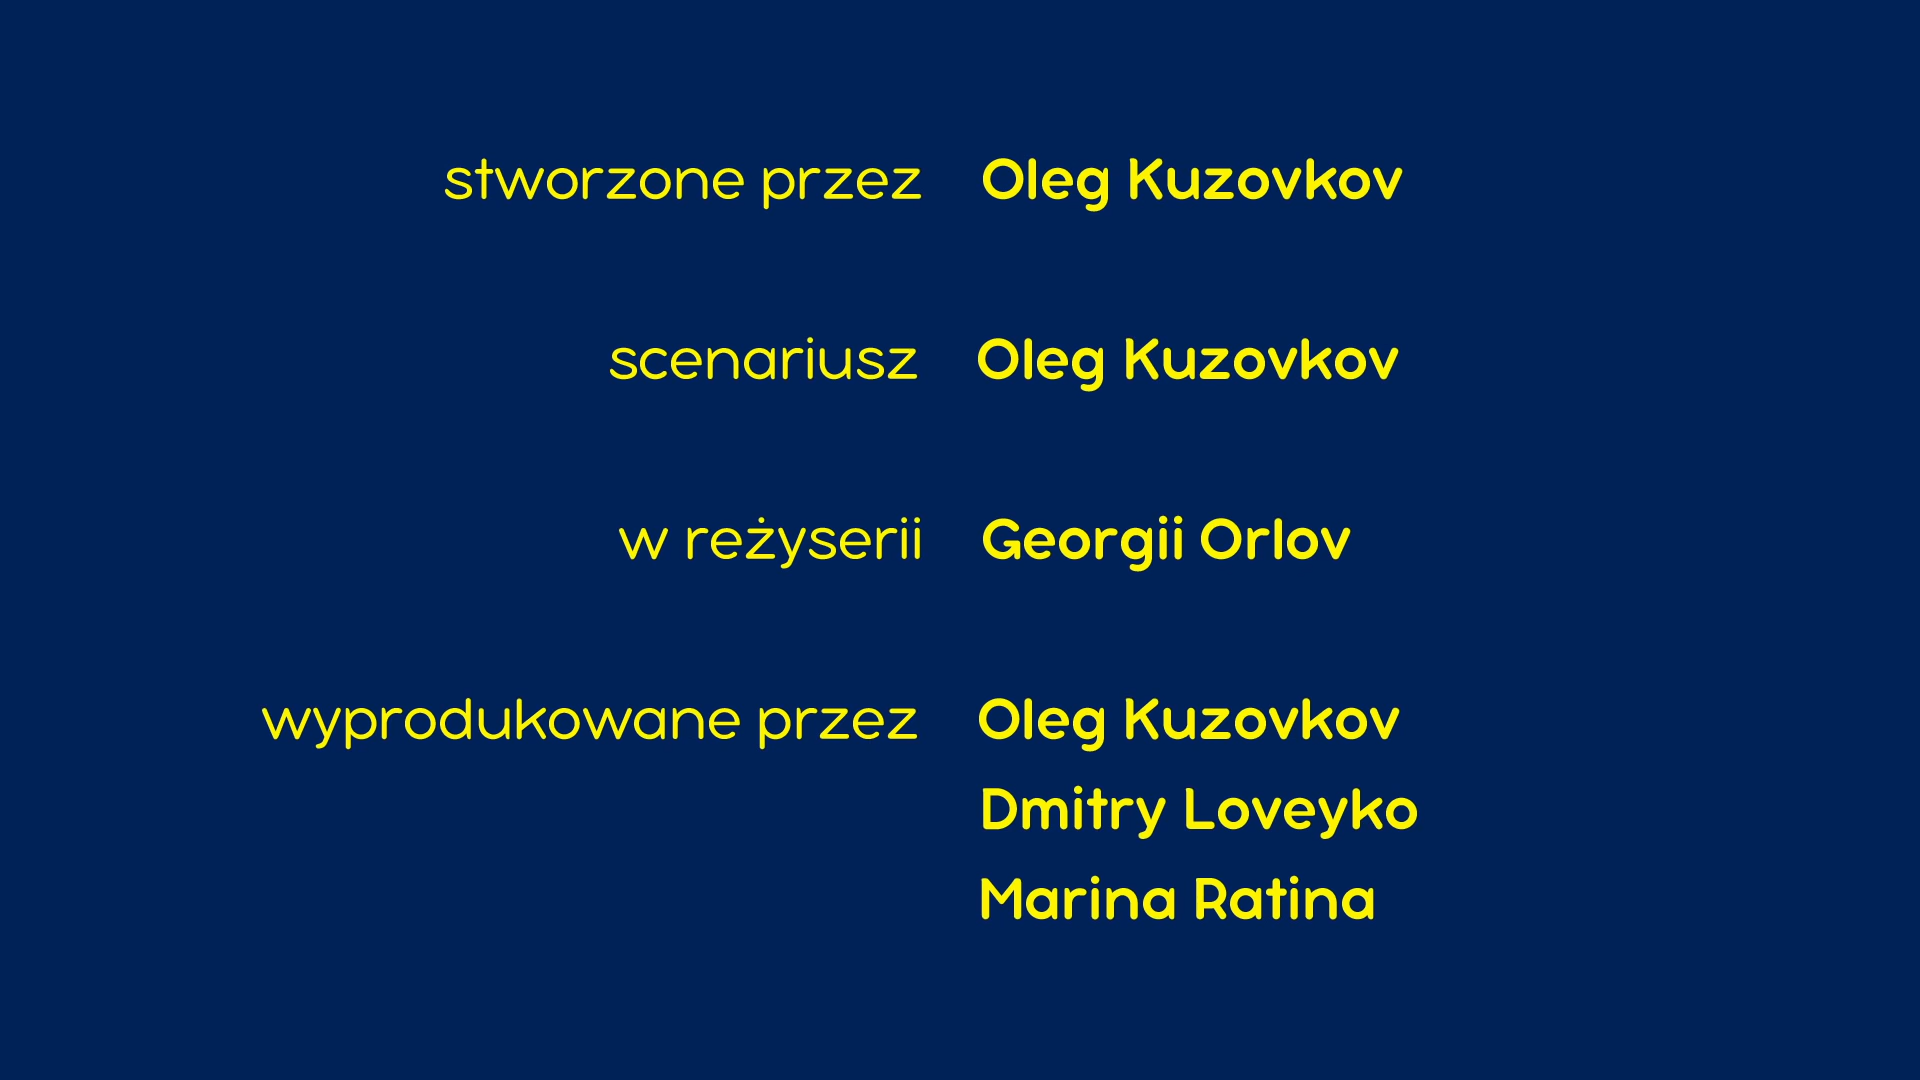 stworzone przez Oleg Kuzovkov
scenariusz Oleg Kuzovkov
w reżyserii Georgii Orlov
wyprodukowane przez Oleg Kuzovkov
Dmitry Loveyko
Marina Ratina